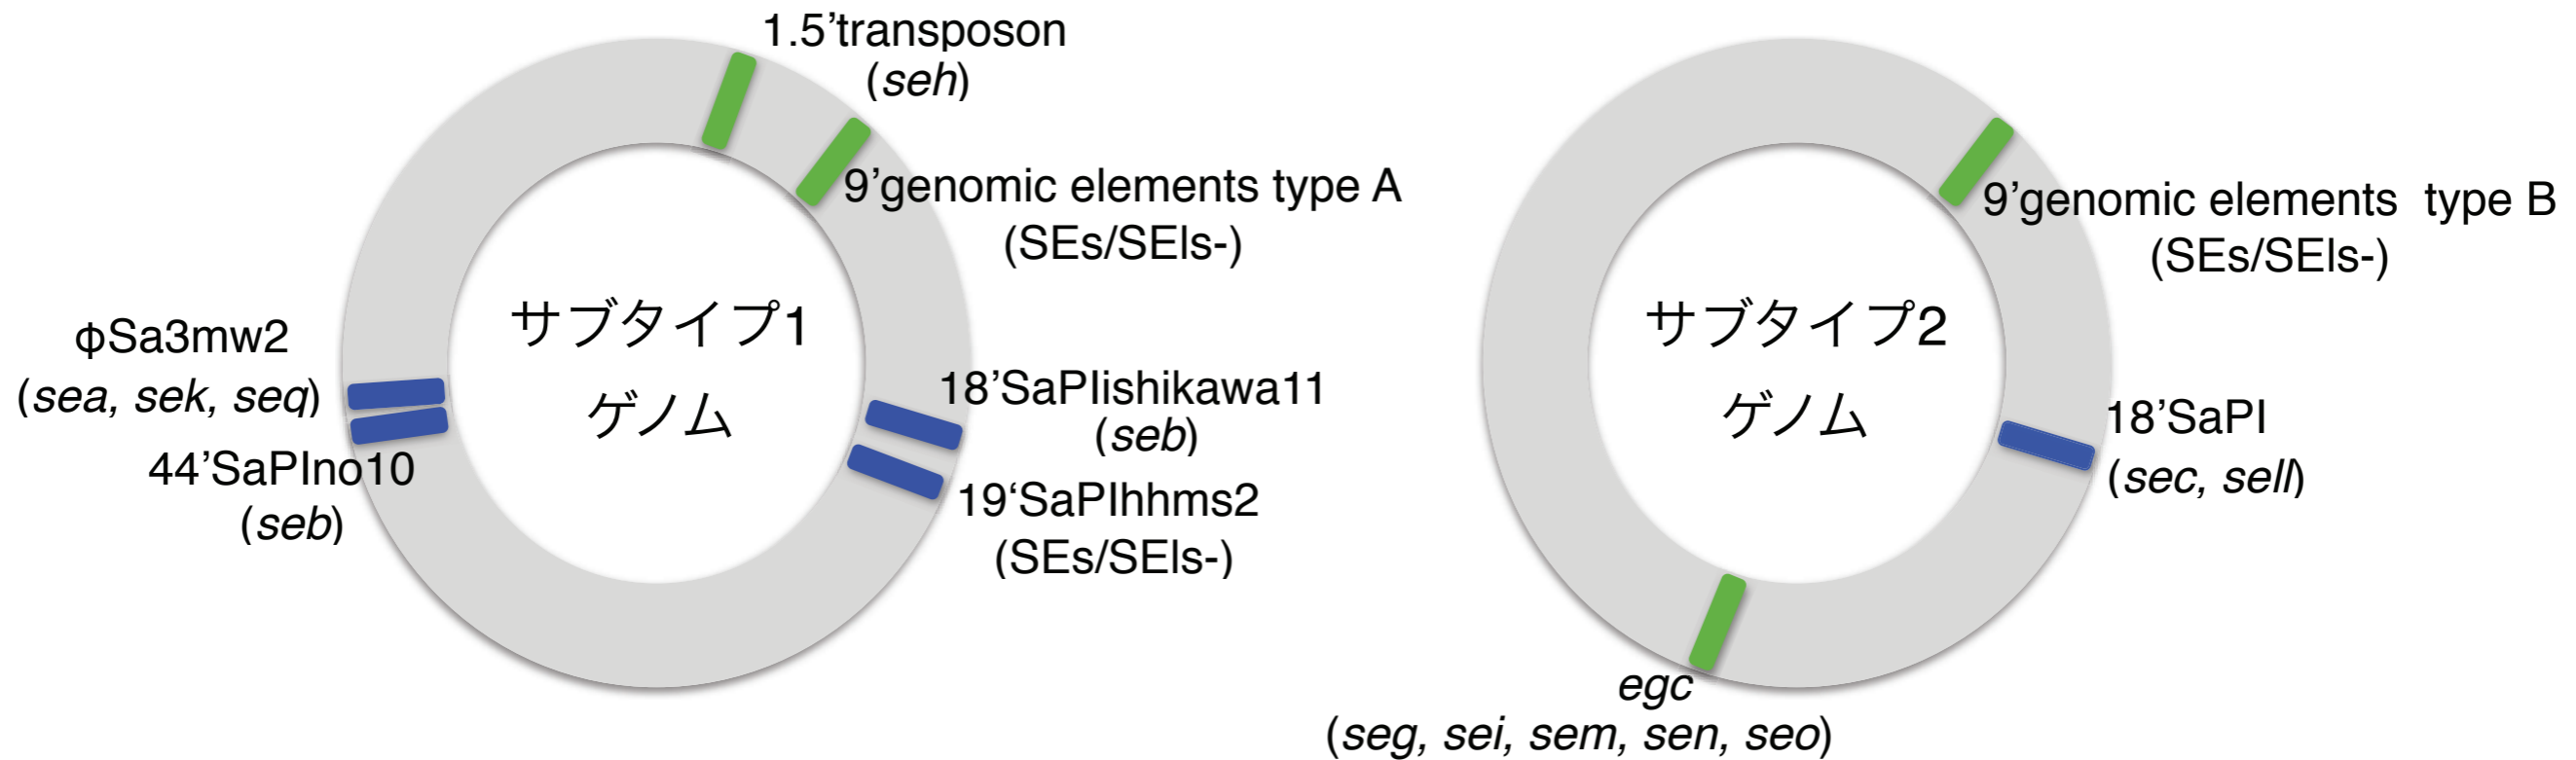 1.5’transposon
(seh)
9’genomic elements type A
(SEs/SEls-)
サブタイプ1
ゲノム
φSa3mw2
(sea, sek, seq)
44’SaPIno10
(seb)
18’SaPIishikawa11
(seb)
19‘SaPIhhms2
(SEs/SEls-)
9’genomic elements  type B
(SEs/SEls-)
サブタイプ2
ゲノム
18’SaPI
(sec, sell)
egc
(seg, sei, sem, sen, seo)